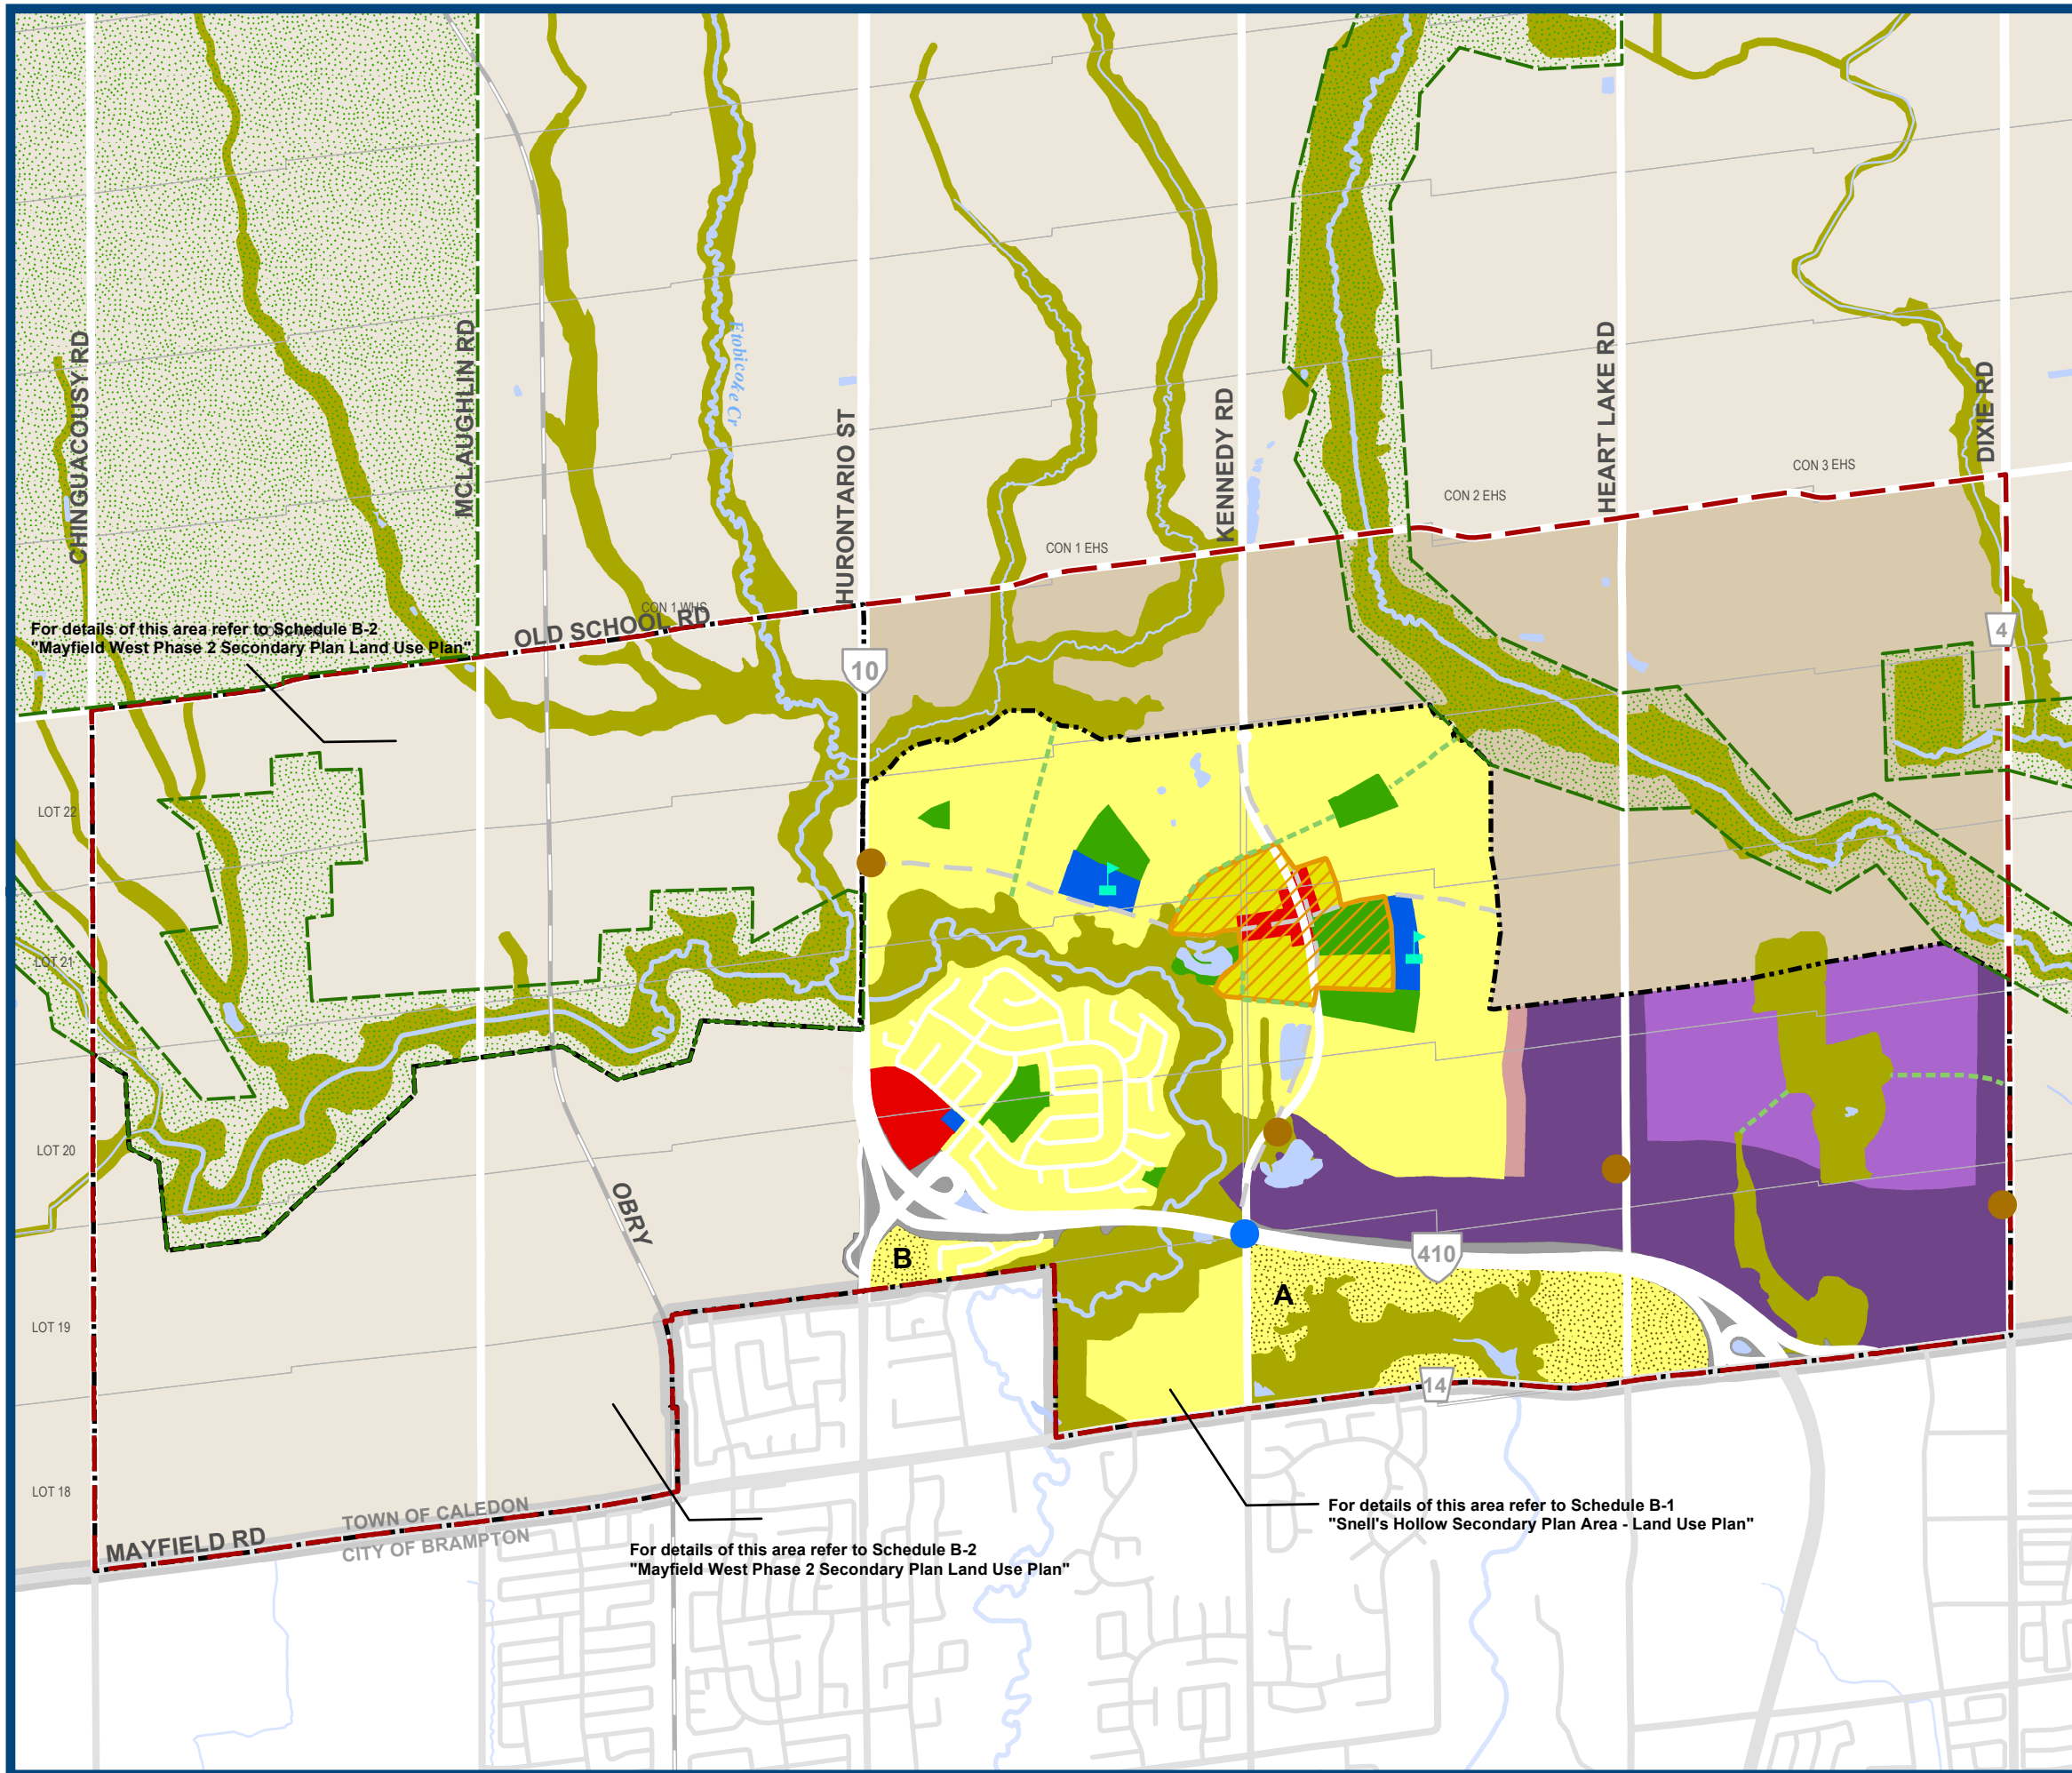 CHINGUACOUSY RD
MCLAUGHLIN RD
Etobicoke Cr
HURONTARIO ST
KENNEDY RD
HEART LAKE RD
DIXIE RD
CON 3 EHS
CON 2 EHS
CON 1 EHS
CON 1 WHS
OLD SCHOOL RD
For details of this area refer to Schedule B-2
"Mayfield West Phase 2 Secondary Plan Land Use Plan"
4
10
LOT 22
LOT 21
LOT 20
OBRY
B
410
A
LOT 19
14
LOT 18
TOWN OF CALEDON
MAYFIELD RD
CITY OF BRAMPTON
For details of this area refer to Schedule B-1
"Snell's Hollow Secondary Plan Area - Land Use Plan"
For details of this area refer to Schedule B-2
"Mayfield West Phase 2 Secondary Plan Land Use Plan"